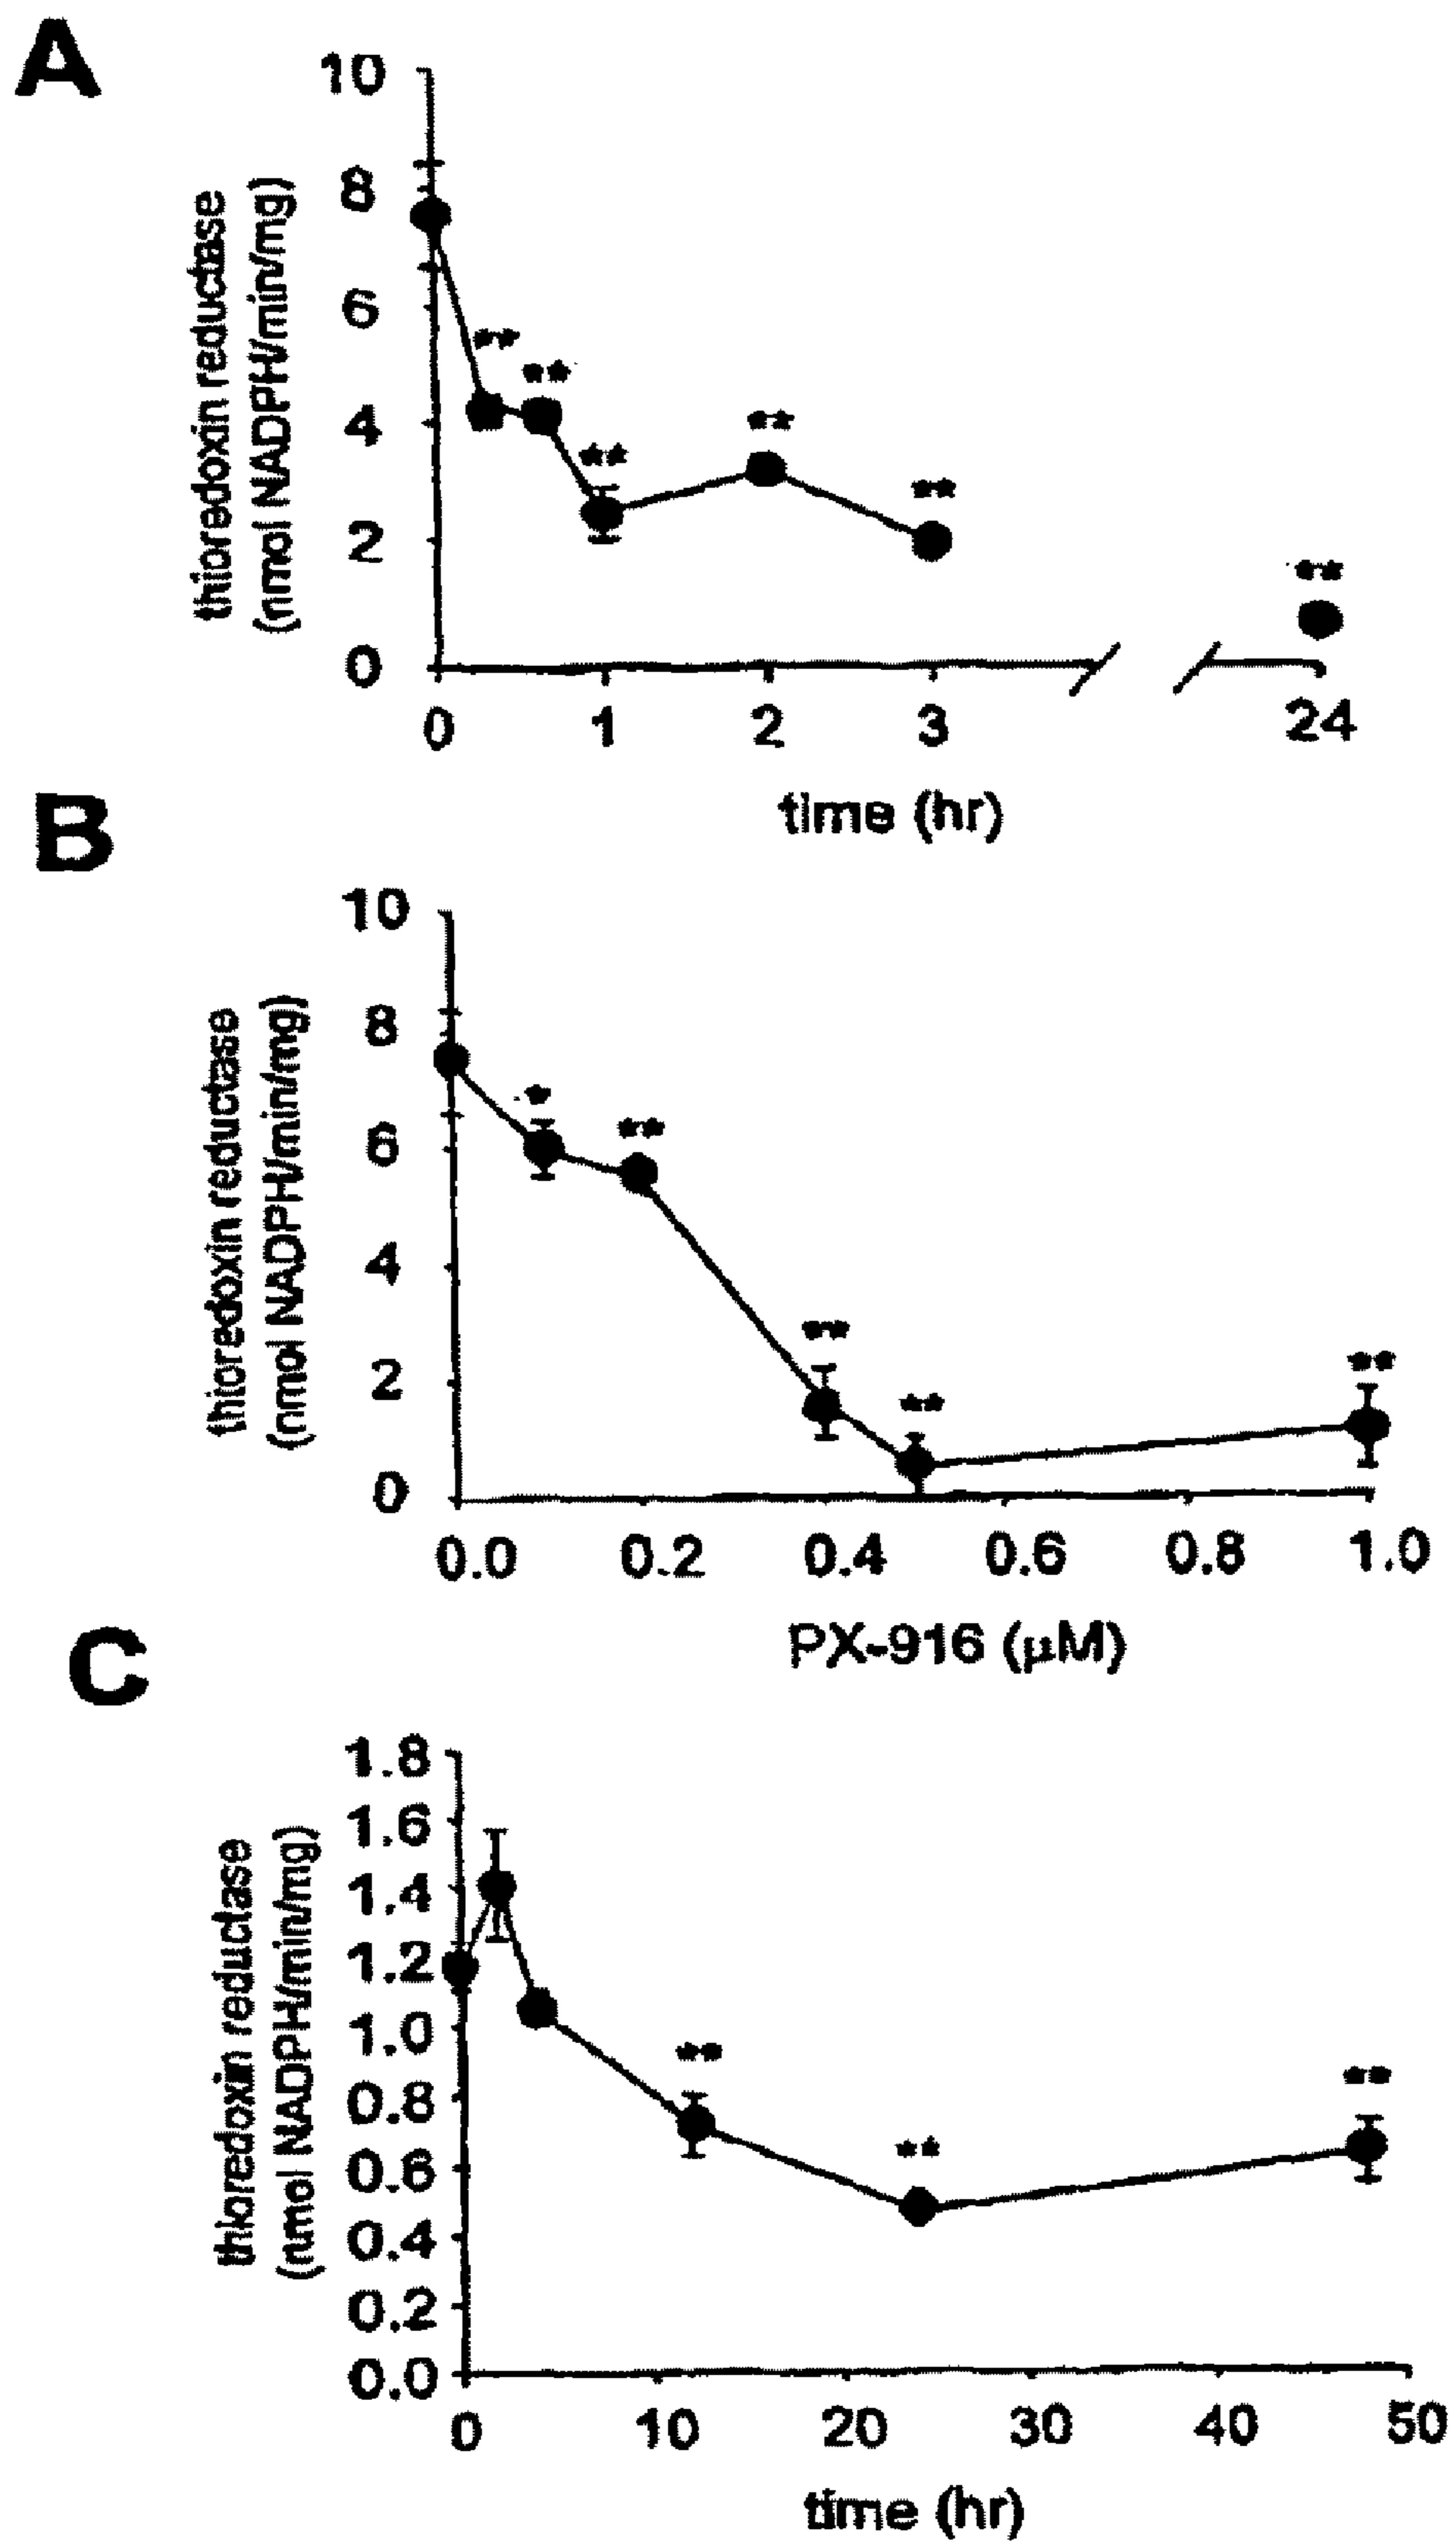 A
10
8
6
4
2
0
thioredoxin reductase
(nmol NADPH/min/mg)
**
**
**
**
**
**
0 1 2 3 24
time (hr)
B
10
8
6
4
2
0
thioredoxin reductase
(nmol NADPH/min/mg)
*
**
**
**
**
0.0 0.2 0.4 0.6 0.8 1.0
PX-916 (μM)
C
1.8
1.6
1.4
1.2
1.0
0.8
0.6
0.4
0.2
0.0
thioredoxin reductase
(nmol NADPH/min/mg)
**
**
**
0 10 20 30 40 50
time (hr)